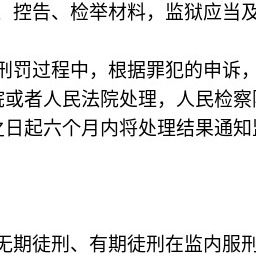 、控告、检举材料，监狱应当及
刑罚过程中，根据罪犯的申诉，
院或者人民法院处理，人民检察院
之日起六个月内将处理结果通知监
无期徒刑、有期徒刑在监内服刑